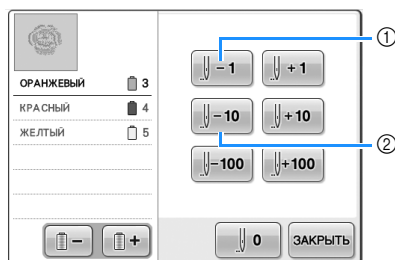 ОРАНЖЕВЫЙ 3
КРАСНЫЙ 4
ЖЕЛТЫЙ 5
– 1
+ 1
– 10
+ 10
–100
+100
–
+
0
ЗАКРЫТЬ
①
②